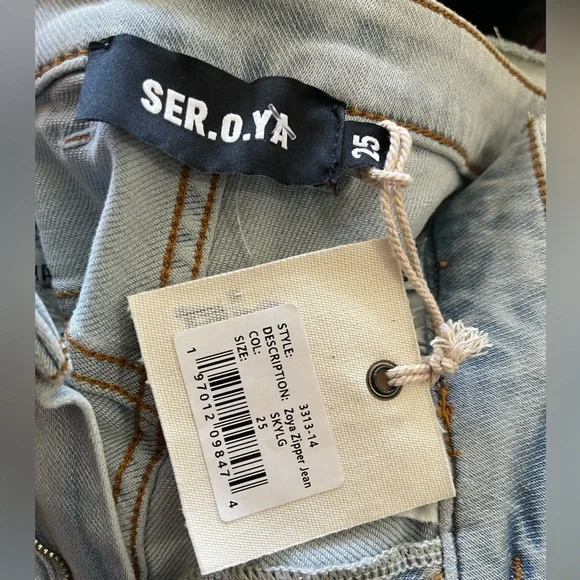 SER.O.YA
25
STYLE: 3313-14
DESCRIPTION: Zoya Zipper Jean
COL: SKYLG
SIZE: 25
1 97012 09847 4